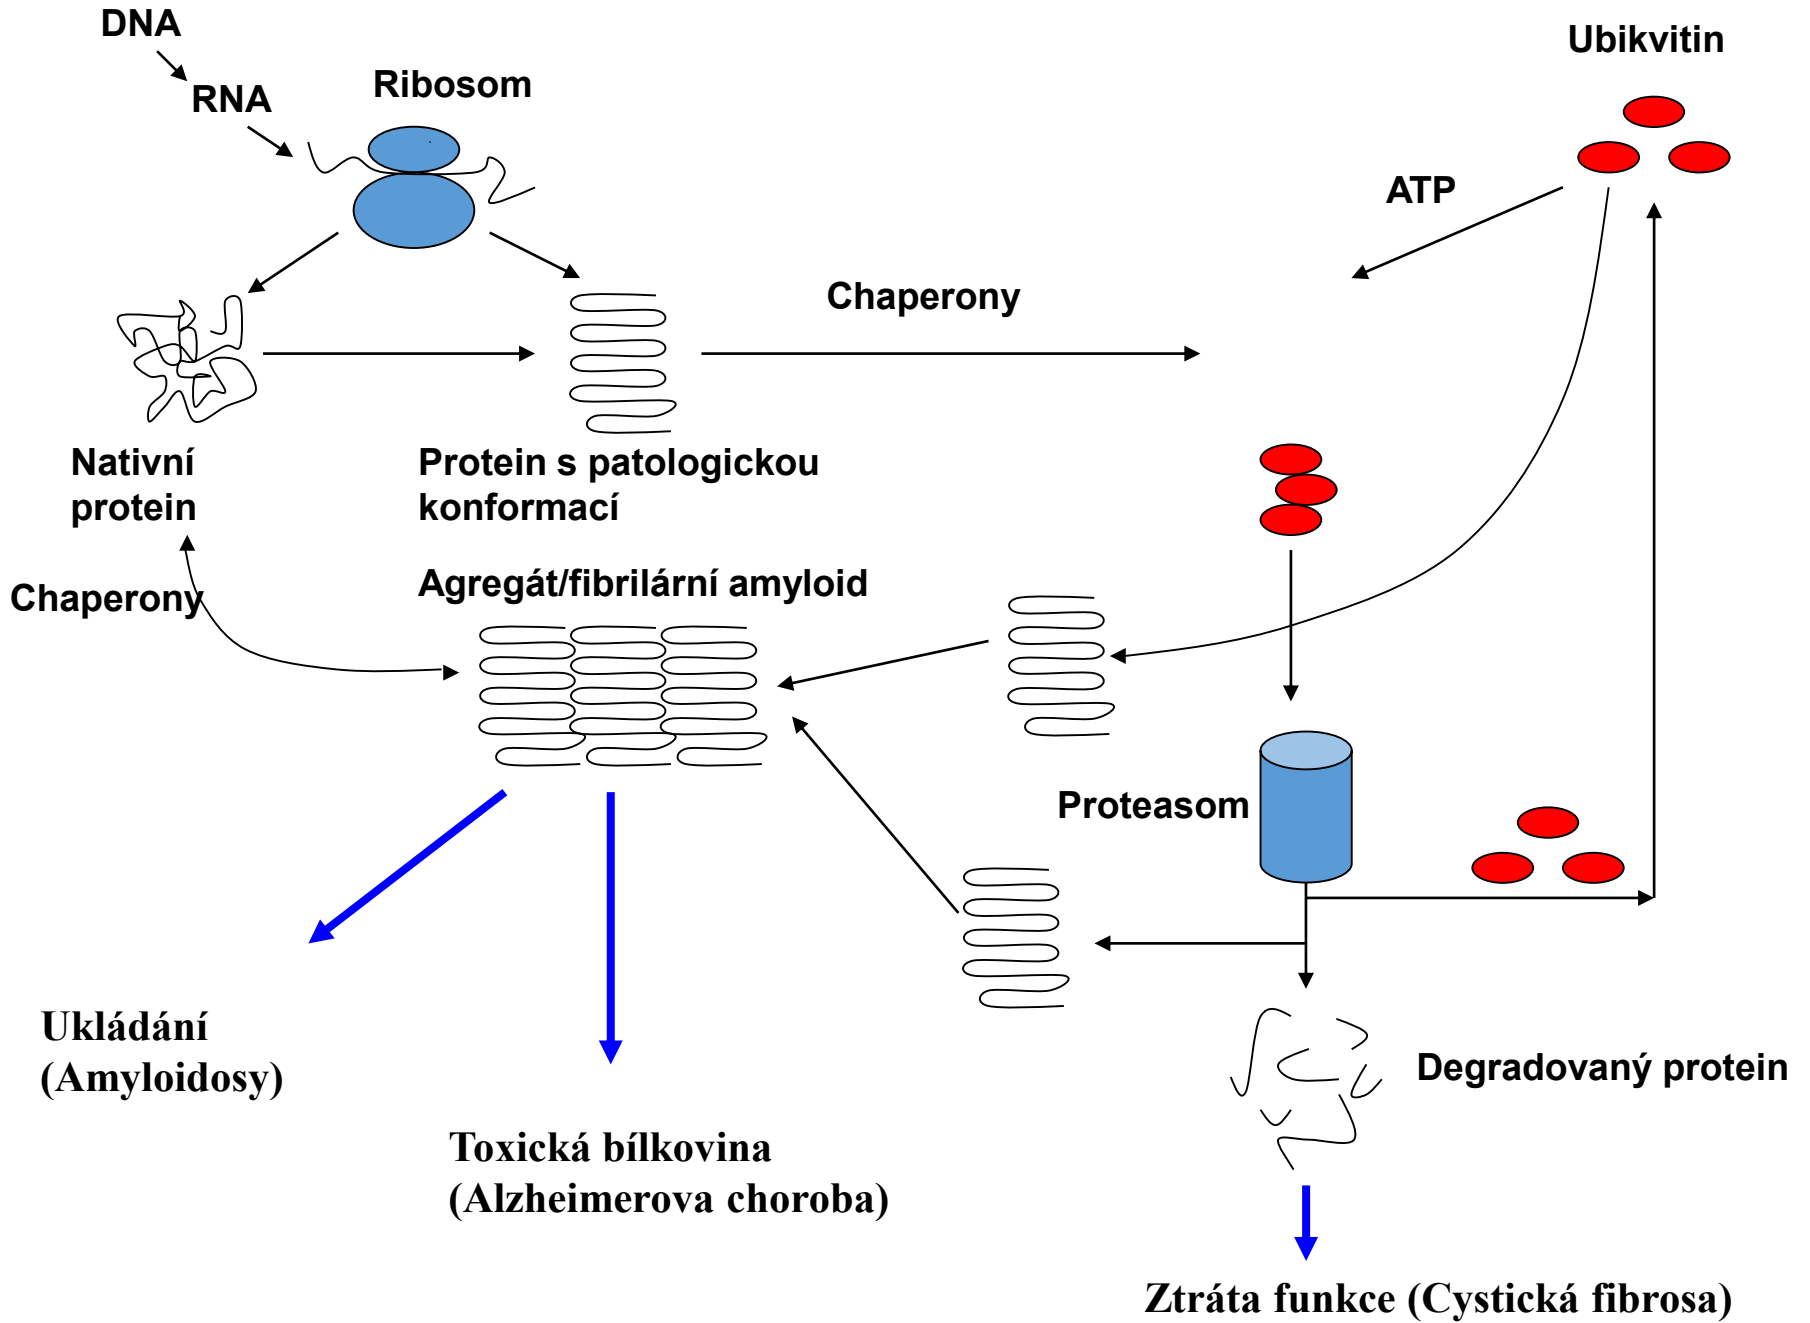 DNA
RNA
Ribosom
Ubikvitin
ATP
Chaperony
Nativní
protein
Protein s patologickou
konformací
Chaperony
Agregát/fibrilární amyloid
Proteasom
Ukládání
(Amyloidosy)
Degradovaný protein
Toxická bílkovina
(Alzheimerova choroba)
Ztráta funkce (Cystická fibrosa)